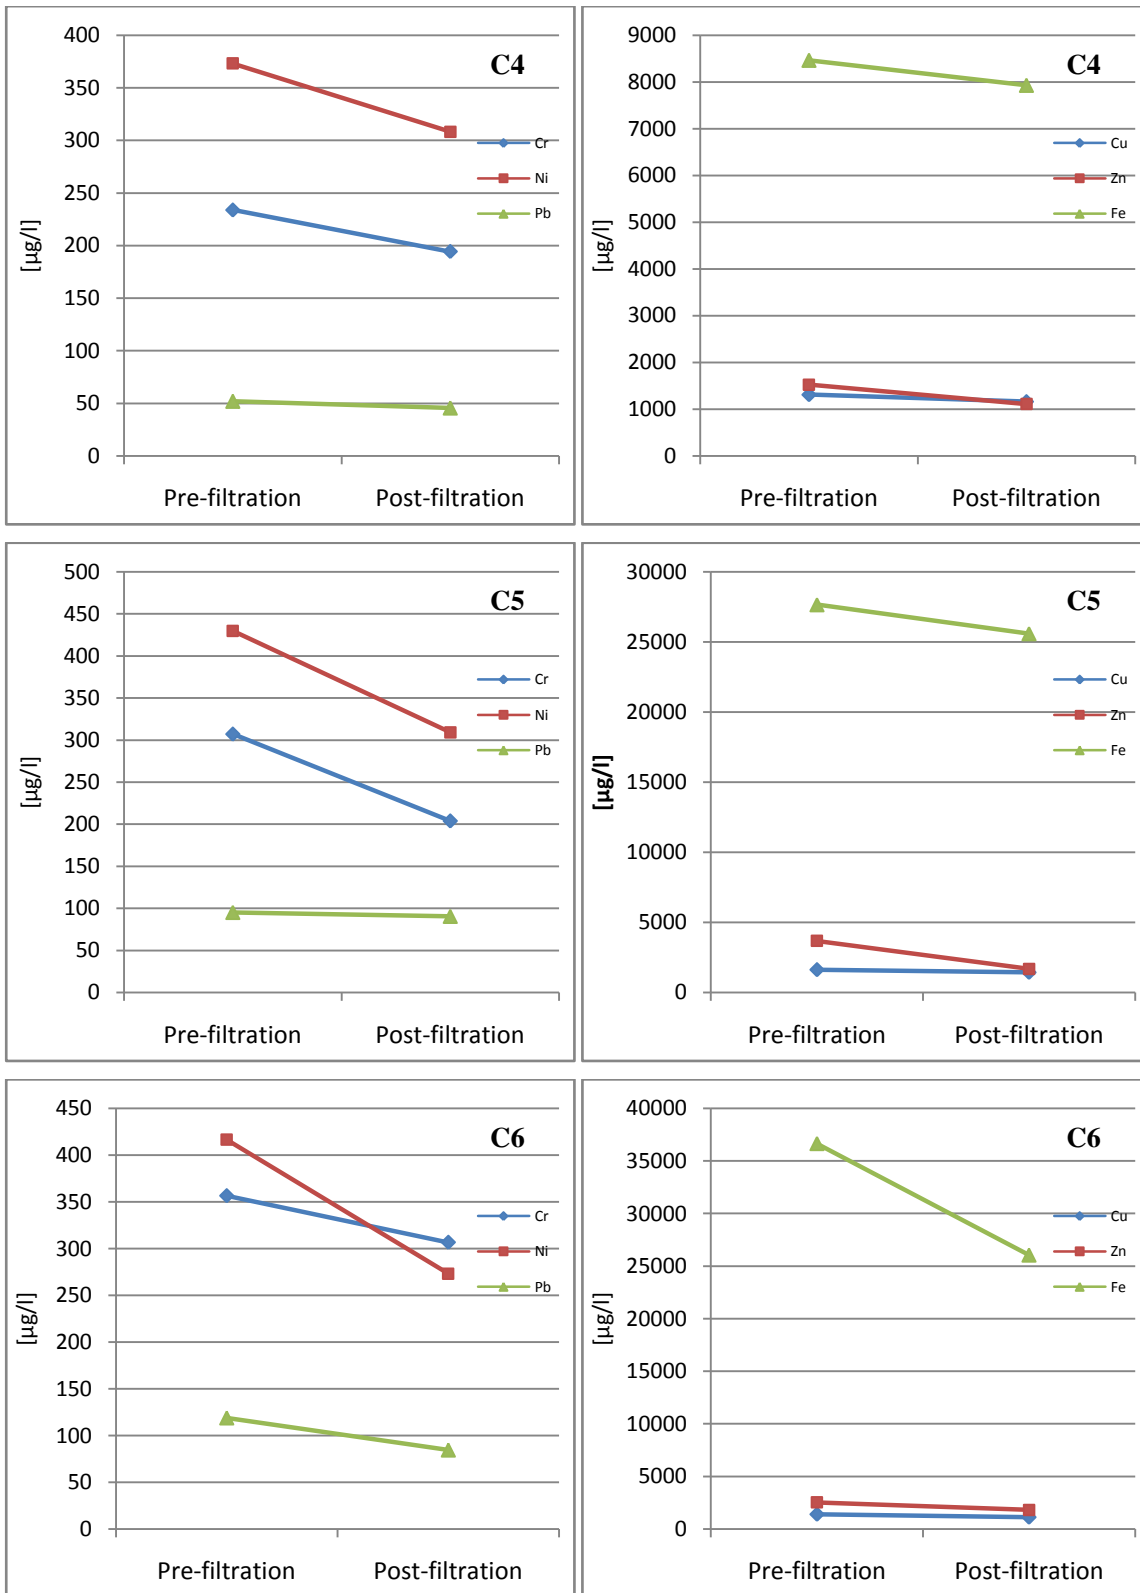 C4
400
350
300
250
200
150
100
50
0
[µg/l]
Cr
Ni
Pb
Pre-filtration Post-filtration
C4
9000
8000
7000
6000
5000
4000
3000
2000
1000
0
[µg/l]
Cu
Zn
Fe
Pre-filtration Post-filtration
C5
500
450
400
350
300
250
200
150
100
50
0
[µg/l]
Cr
Ni
Pb
Pre-filtration Post-filtration
C5
30000
25000
20000
15000
10000
5000
0
[µg/l]
Cu
Zn
Fe
Pre-filtration Post-filtration
C6
450
400
350
300
250
200
150
100
50
0
[µg/l]
Cr
Ni
Pb
Pre-filtration Post-filtration
C6
40000
35000
30000
25000
20000
15000
10000
5000
0
[µg/l]
Cu
Zn
Fe
Pre-filtration Post-filtration